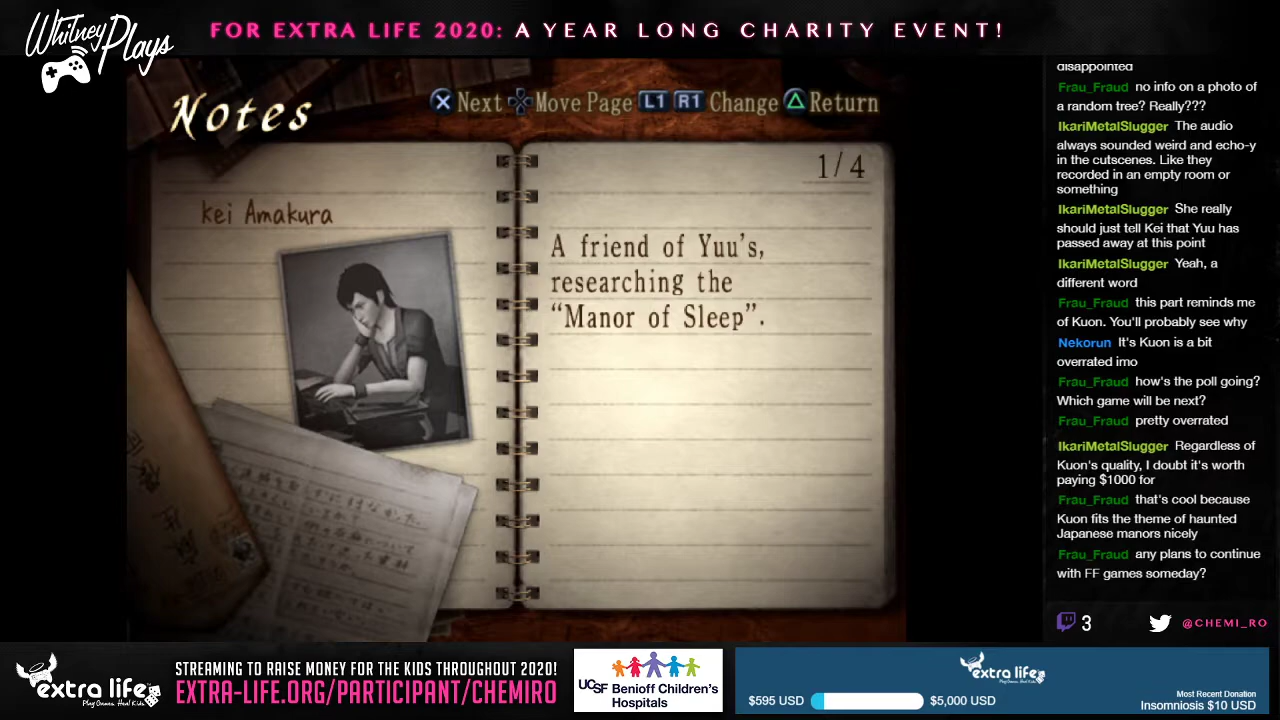 Whitney Plays
FOR EXTRA LIFE 2020: A YEAR LONG CHARITY EVENT!
Notes
Next Move Page L1 R1 Change Return
1/4
Kei Amakura
A friend of Yuu's,
researching the
“Manor of Sleep”.
disappointed
Frau_Fraud no info on a photo of
a random tree? Really???
IkariMetalSlugger The audio
always sounded weird and echo-y
in the cutscenes. Like they
recorded in an empty room or
something
IkariMetalSlugger She really
should just tell Kei that Yuu has
passed away at this point
IkariMetalSlugger Yeah, a
different word
Frau_Fraud this part reminds me
of Kuon. You'll probably see why
Nekorun It's Kuon is a bit
overrated imo
Frau_Fraud how's the poll going?
Which game will be next?
Frau_Fraud pretty overrated
IkariMetalSlugger Regardless of
Kuon's quality, I doubt it's worth
paying $1000 for
Frau_Fraud that's cool because
Kuon fits the theme of haunted
Japanese manors nicely
Frau_Fraud any plans to continue
with FF games someday?
3
@CHEMI_RO
extra life
Play Games. Heal Kids.
STREAMING TO RAISE MONEY FOR THE KIDS THROUGHOUT 2020!
EXTRA-LIFE.ORG/PARTICIPANT/CHEMIRO
UCSF Benioff Children's
Hospitals
extra life
$595 USD
$5,000 USD
Most Recent Donation
Insomniosis $10 USD